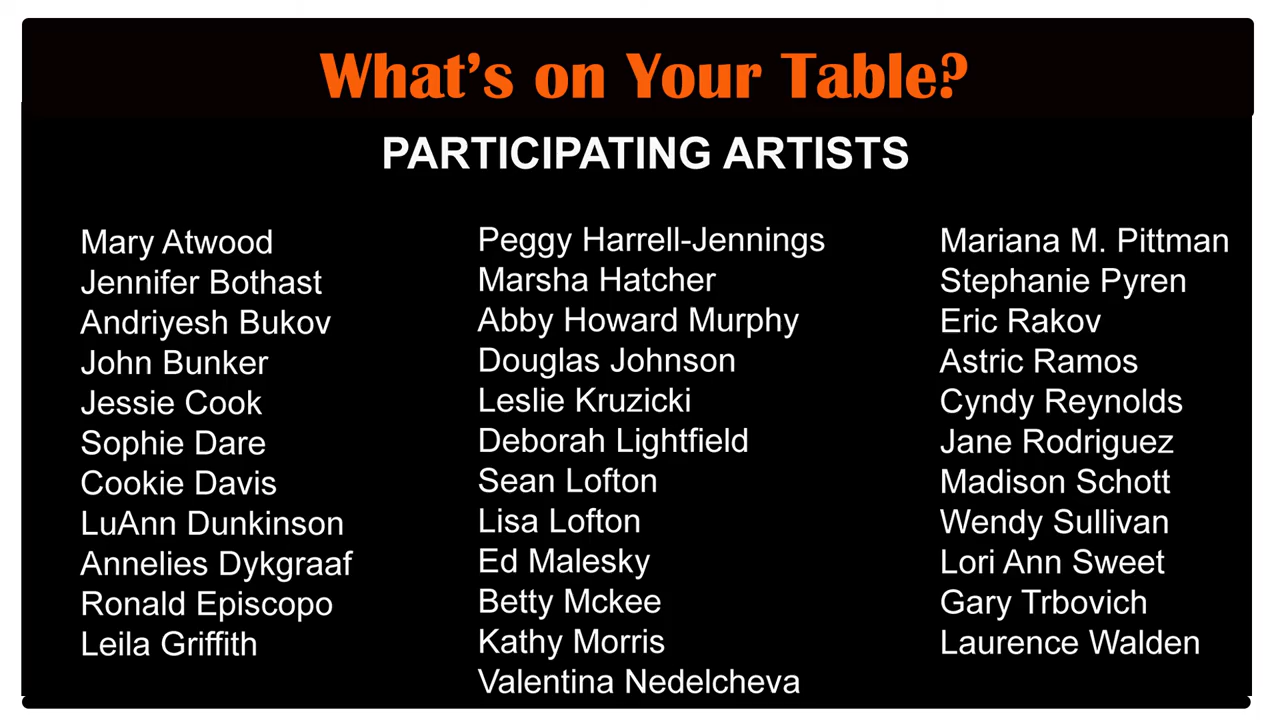 What's on Your Table?
PARTICIPATING ARTISTS
Mary Atwood
Jennifer Bothast
Andriyesh Bukov
John Bunker
Jessie Cook
Sophie Dare
Cookie Davis
LuAnn Dunkinson
Annelies Dykgraaf
Ronald Episcopo
Leila Griffith
Peggy Harrell-Jennings
Marsha Hatcher
Abby Howard Murphy
Douglas Johnson
Leslie Kruzicki
Deborah Lightfield
Sean Lofton
Lisa Lofton
Ed Malesky
Betty Mckee
Kathy Morris
Valentina Nedelcheva
Mariana M. Pittman
Stephanie Pyren
Eric Rakov
Astric Ramos
Cyndy Reynolds
Jane Rodriguez
Madison Schott
Wendy Sullivan
Lori Ann Sweet
Gary Trbovich
Laurence Walden